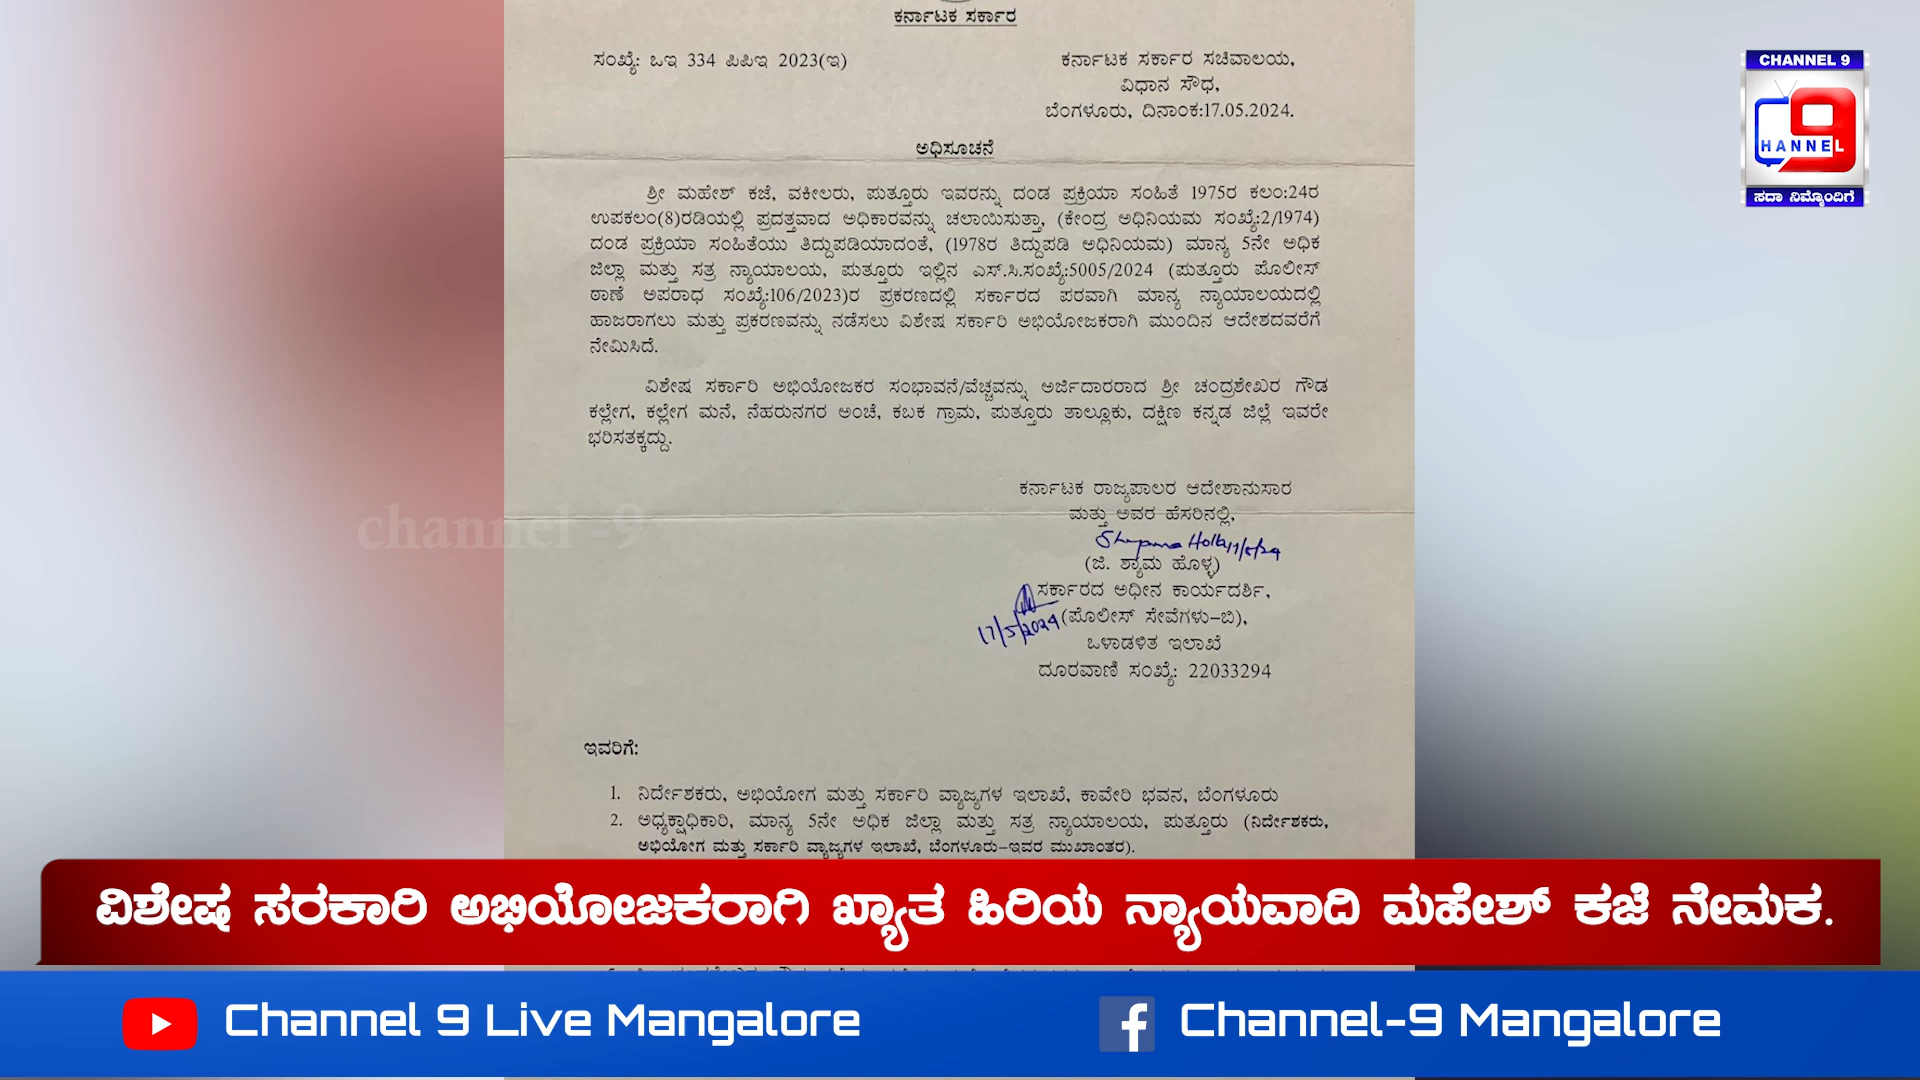 ಕರ್ನಾಟಕ ಸರ್ಕಾರ
ಸಂಖ್ಯೆ: ಒಇ 334 ಪಿಪಿಇ 2023(ಇ)
ಕರ್ನಾಟಕ ಸರ್ಕಾರ ಸಚಿವಾಲಯ,
ವಿಧಾನ ಸೌಧ,
ಬೆಂಗಳೂರು, ದಿನಾಂಕ:17.05.2024.
ಅಧಿಸೂಚನೆ
ಶ್ರೀ ಮಹೇಶ್ ಕಜೆ, ವಕೀಲರು, ಪುತ್ತೂರು ಇವರನ್ನು ದಂಡ ಪ್ರಕ್ರಿಯಾ ಸಂಹಿತೆ 1975ರ ಕಲಂ:24ರ
ಉಪಕಲಂ(8)ರಡಿಯಲ್ಲಿ ಪ್ರದತ್ತವಾದ ಅಧಿಕಾರವನ್ನು ಚಲಾಯಿಸುತ್ತಾ, (ಕೇಂದ್ರ ಅಧಿನಿಯಮ ಸಂಖ್ಯೆ:2/1974)
ದಂಡ ಪ್ರಕ್ರಿಯಾ ಸಂಹಿತೆಯು ತಿದ್ದುಪಡಿಯಾದಂತೆ, (1978ರ ತಿದ್ದುಪಡಿ ಅಧಿನಿಯಮ) ಮಾನ್ಯ 5ನೇ ಅಧಿಕ
ಜಿಲ್ಲಾ ಮತ್ತು ಸತ್ರ ನ್ಯಾಯಾಲಯ, ಪುತ್ತೂರು ಇಲ್ಲಿನ ಎಸ್.ಸಿ.ಸಂಖ್ಯೆ:5005/2024 (ಪುತ್ತೂರು ಪೊಲೀಸ್
ಠಾಣೆ ಅಪರಾಧ ಸಂಖ್ಯೆ:106/2023)ರ ಪ್ರಕರಣದಲ್ಲಿ ಸರ್ಕಾರದ ಪರವಾಗಿ ಮಾನ್ಯ ನ್ಯಾಯಾಲಯದಲ್ಲಿ
ಹಾಜರಾಗಲು ಮತ್ತು ಪ್ರಕರಣವನ್ನು ನಡೆಸಲು ವಿಶೇಷ ಸರ್ಕಾರಿ ಅಭಿಯೋಜಕರಾಗಿ ಮುಂದಿನ ಆದೇಶದವರೆಗೆ
ನೇಮಿಸಿದೆ.
ವಿಶೇಷ ಸರ್ಕಾರಿ ಅಭಿಯೋಜಕರ ಸಂಭಾವನೆ/ವೆಚ್ಚವನ್ನು ಅರ್ಜಿದಾರರಾದ ಶ್ರೀ ಚಂದ್ರಶೇಖರ ಗೌಡ
ಕಲ್ಲೇಗ, ಕಲ್ಲೇಗ ಮನೆ, ನೆಹರುನಗರ ಅಂಚೆ, ಕಬಕ ಗ್ರಾಮ, ಪುತ್ತೂರು ತಾಲ್ಲೂಕು, ದಕ್ಷಿಣ ಕನ್ನಡ ಜಿಲ್ಲೆ ಇವರೇ
ಭರಿಸತಕ್ಕದ್ದು.
ಕರ್ನಾಟಕ ರಾಜ್ಯಪಾಲರ ಆದೇಶಾನುಸಾರ
ಮತ್ತು ಅವರ ಹೆಸರಿನಲ್ಲಿ,
Shyama Holla 17/5/24
(ಜಿ. ಶ್ಯಾಮ ಹೊಳ್ಳ)
ಸರ್ಕಾರದ ಅಧೀನ ಕಾರ್ಯದರ್ಶಿ,
17/5/2024
(ಪೊಲೀಸ್ ಸೇವೆಗಳು-ಬಿ),
ಒಳಾಡಳಿತ ಇಲಾಖೆ
ದೂರವಾಣಿ ಸಂಖ್ಯೆ: 22033294
ಇವರಿಗೆ:
1. ನಿರ್ದೇಶಕರು, ಅಭಿಯೋಗ ಮತ್ತು ಸರ್ಕಾರಿ ವ್ಯಾಜ್ಯಗಳ ಇಲಾಖೆ, ಕಾವೇರಿ ಭವನ, ಬೆಂಗಳೂರು
2. ಅಧ್ಯಕ್ಷಾಧಿಕಾರಿ, ಮಾನ್ಯ 5ನೇ ಅಧಿಕ ಜಿಲ್ಲಾ ಮತ್ತು ಸತ್ರ ನ್ಯಾಯಾಲಯ, ಪುತ್ತೂರು (ನಿರ್ದೇಶಕರು,
ಅಭಿಯೋಗ ಮತ್ತು ಸರ್ಕಾರಿ ವ್ಯಾಜ್ಯಗಳ ಇಲಾಖೆ, ಬೆಂಗಳೂರು-ಇವರ ಮುಖಾಂತರ).
channel -9
CHANNEL 9
9
HANNEL
ಸದಾ ನಿಮ್ಮೊಂದಿಗೆ
ವಿಶೇಷ ಸರಕಾರಿ ಅಭಿಯೋಜಕರಾಗಿ ಖ್ಯಾತ ಹಿರಿಯ ನ್ಯಾಯವಾದಿ ಮಹೇಶ್ ಕಜೆ ನೇಮಕ.
Channel 9 Live Mangalore
Channel-9 Mangalore